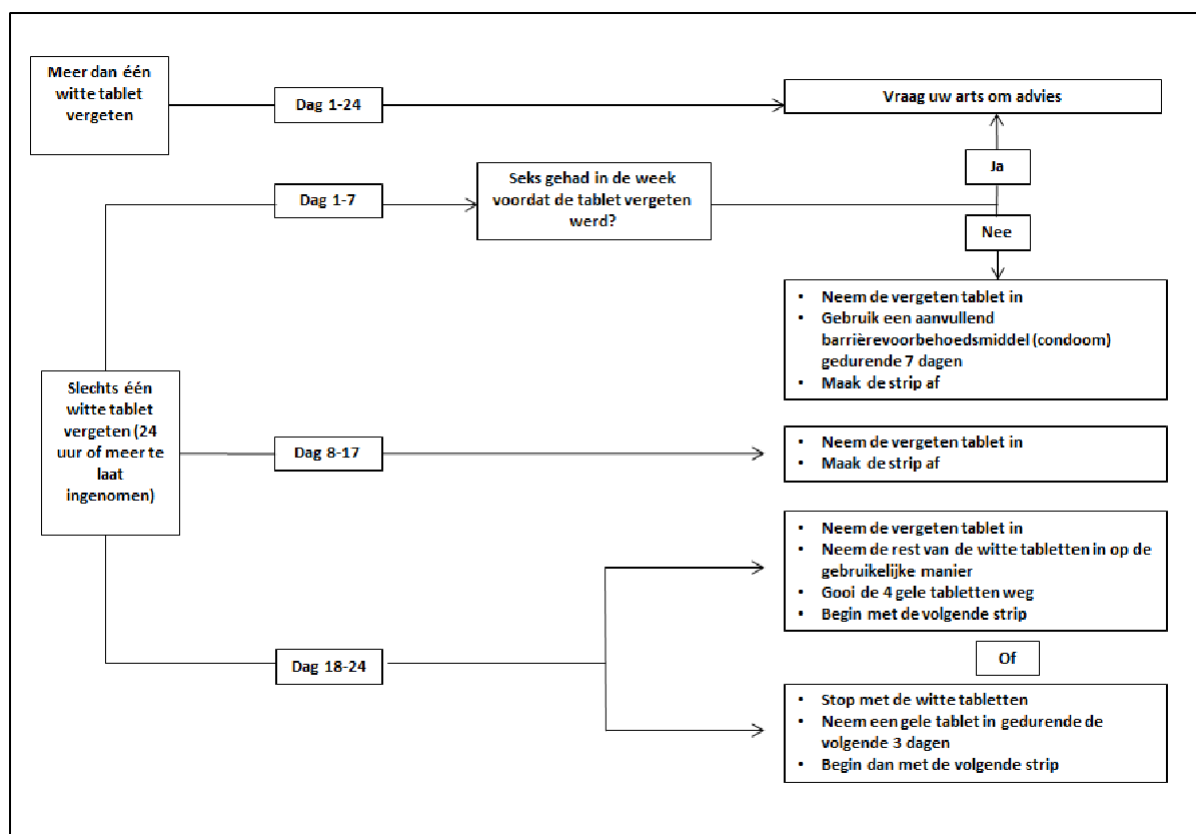 Meer dan één
witte tablet
vergeten
Dag 1-24
Vraag uw arts om advies
Ja
Dag 1-7
Seks gehad in de week
voordat de tablet vergeten
werd?
Nee
• Neem de vergeten tablet in
• Gebruik een aanvullend
barrièrevoorbehoedsmiddel (condoom)
gedurende 7 dagen
• Maak de strip af
Slechts één
witte tablet
vergeten (24
uur of meer te
laat
ingenomen)
Dag 8-17
• Neem de vergeten tablet in
• Maak de strip af
• Neem de vergeten tablet in
• Neem de rest van de witte tabletten in op de
gebruikelijke manier
• Gooi de 4 gele tabletten weg
• Begin met de volgende strip
Dag 18-24
Of
• Stop met de witte tabletten
• Neem een gele tablet in gedurende de
volgende 3 dagen
• Begin dan met de volgende strip